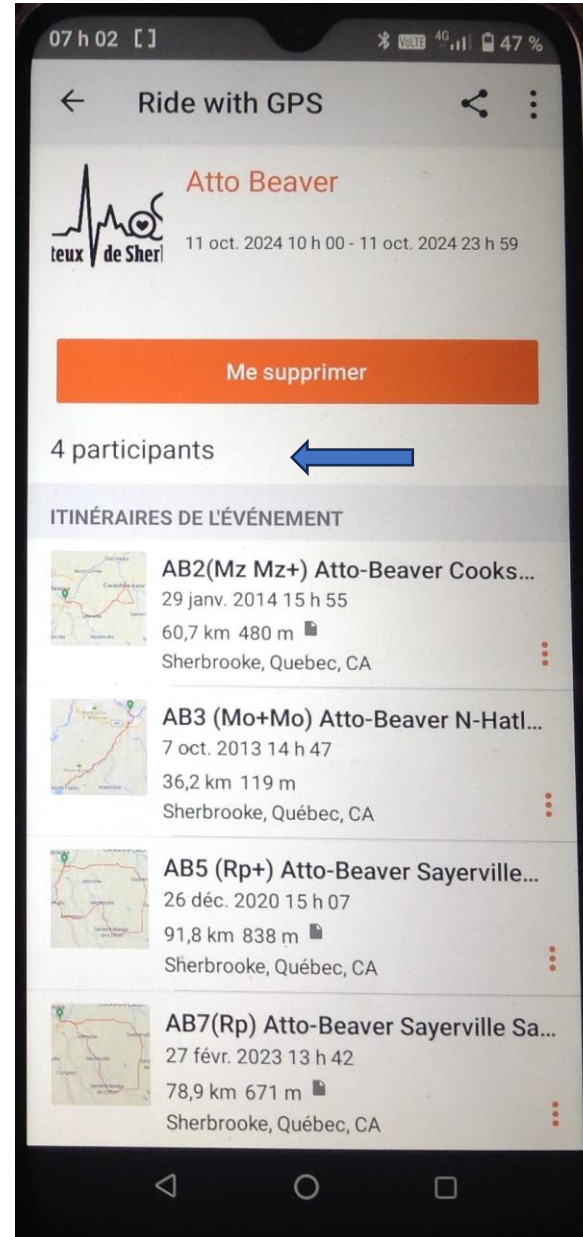 07 h 02 [ ] VoLTE 4G 47 %
← Ride with GPS
Atto Beaver
11 oct. 2024 10 h 00 - 11 oct. 2024 23 h 59
teux de Sherl
Me supprimer
4 participants
ITINÉRAIRES DE L'ÉVÉNEMENT
AB2(Mz Mz+) Atto-Beaver Cooks...
29 janv. 2014 15 h 55
60,7 km 480 m
Sherbrooke, Quebec, CA
AB3 (Mo+Mo) Atto-Beaver N-Hatl...
7 oct. 2013 14 h 47
36,2 km 119 m
Sherbrooke, Québec, CA
AB5 (Rp+) Atto-Beaver Sayerville...
26 déc. 2020 15 h 07
91,8 km 838 m
Sherbrooke, Québec, CA
AB7(Rp) Atto-Beaver Sayerville Sa...
27 févr. 2023 13 h 42
78,9 km 671 m
Sherbrooke, Québec, CA